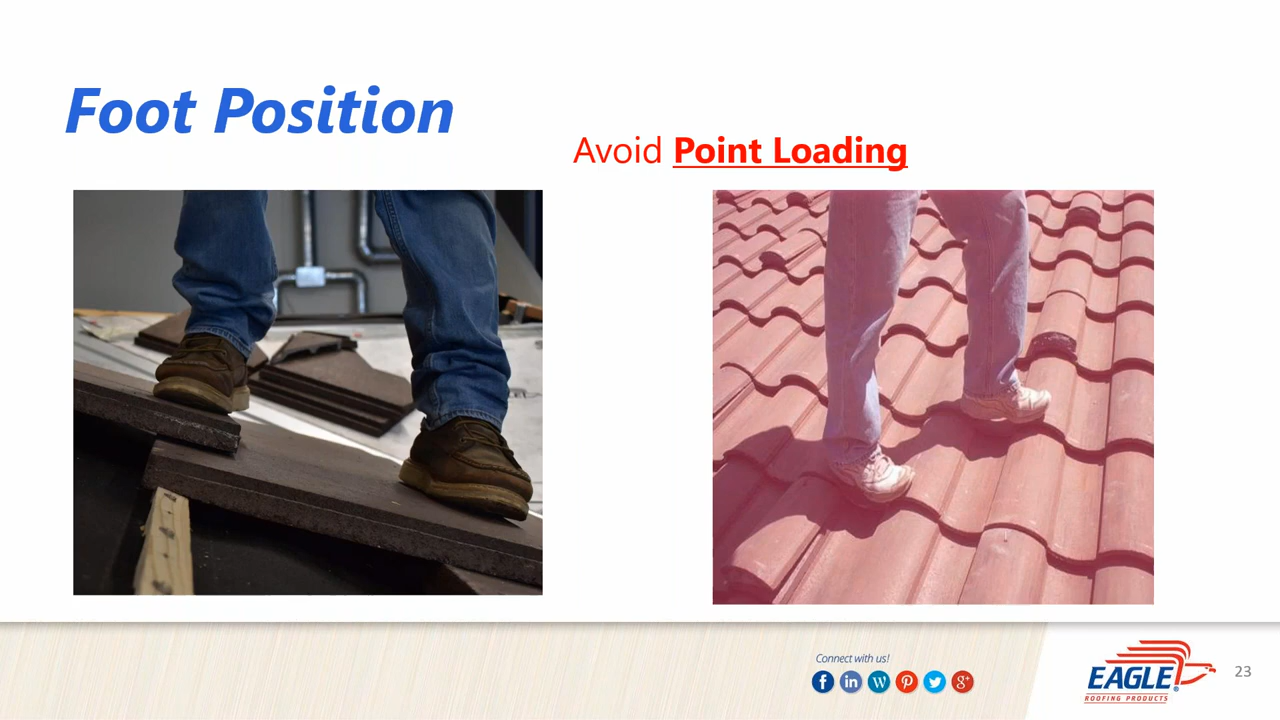 Foot Position
Avoid Point Loading
Connect with us!
EAGLE®
ROOFING PRODUCTS
23